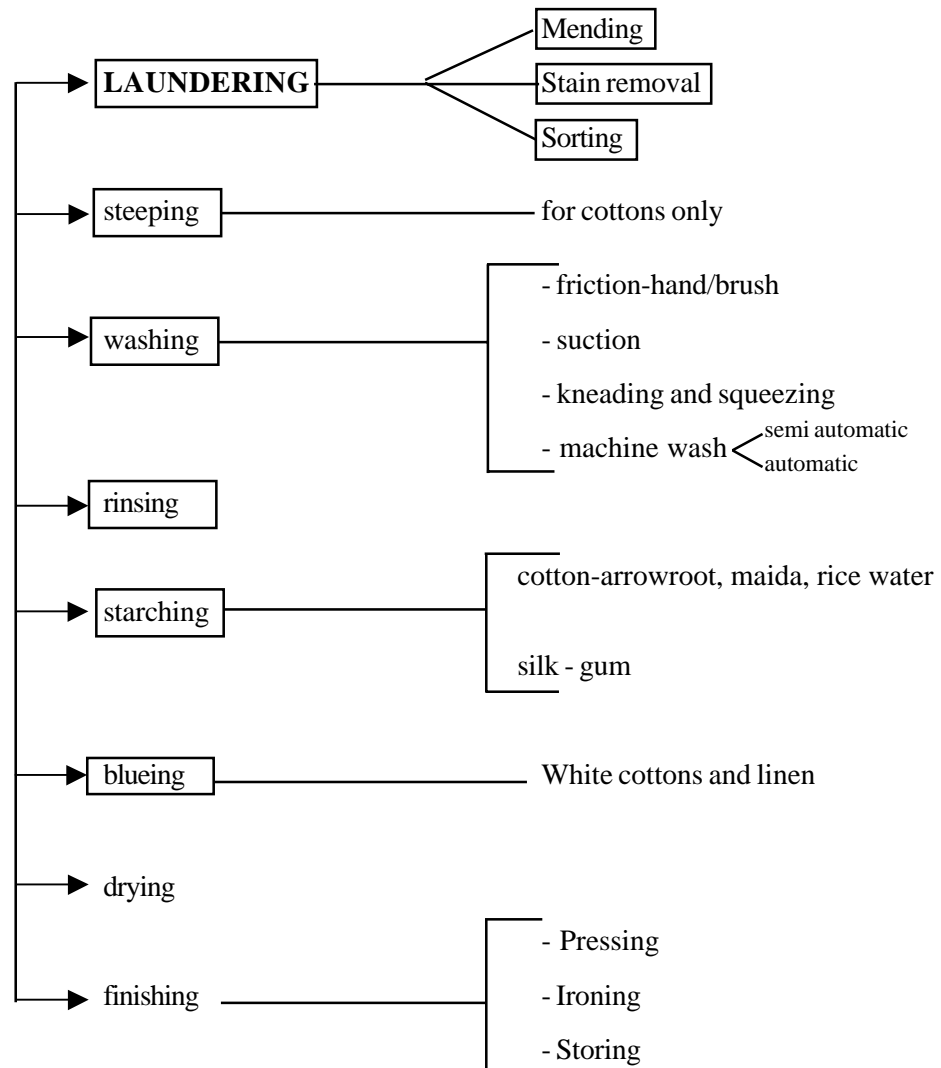 Mending
LAUNDERING
Stain removal
Sorting
steeping
for cottons only
washing
- friction-hand/brush
- suction
- kneading and squeezing
- machine wash
semi automatic
automatic
rinsing
starching
cotton-arrowroot, maida, rice water
silk - gum
blueing
White cottons and linen
drying
finishing
- Pressing
- Ironing
- Storing